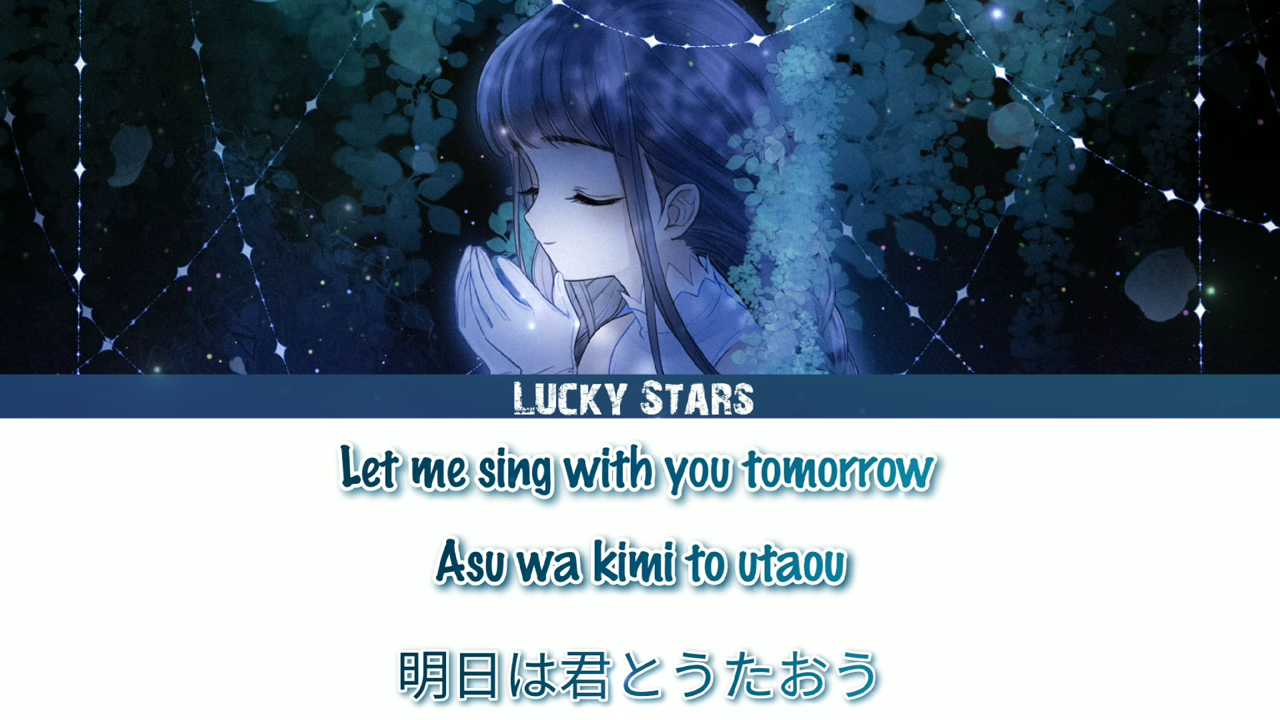 Lucky Stars
Let me sing with you tomorrow
Asu wa kimi to utaou
明日は君とうたおう